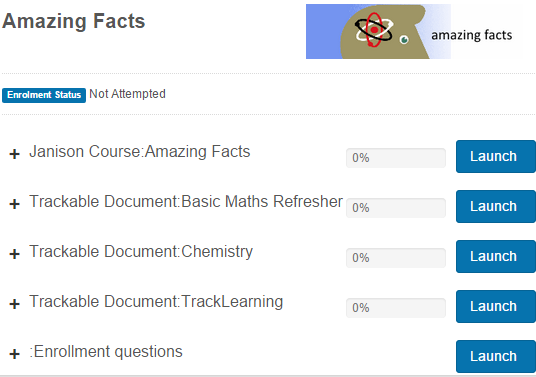 Amazing Facts
amazing facts
Enrolment Status Not Attempted
+ Janison Course:Amazing Facts 0% Launch
+ Trackable Document:Basic Maths Refresher 0% Launch
+ Trackable Document:Chemistry 0% Launch
+ Trackable Document:TrackLearning 0% Launch
+ :Enrollment questions Launch